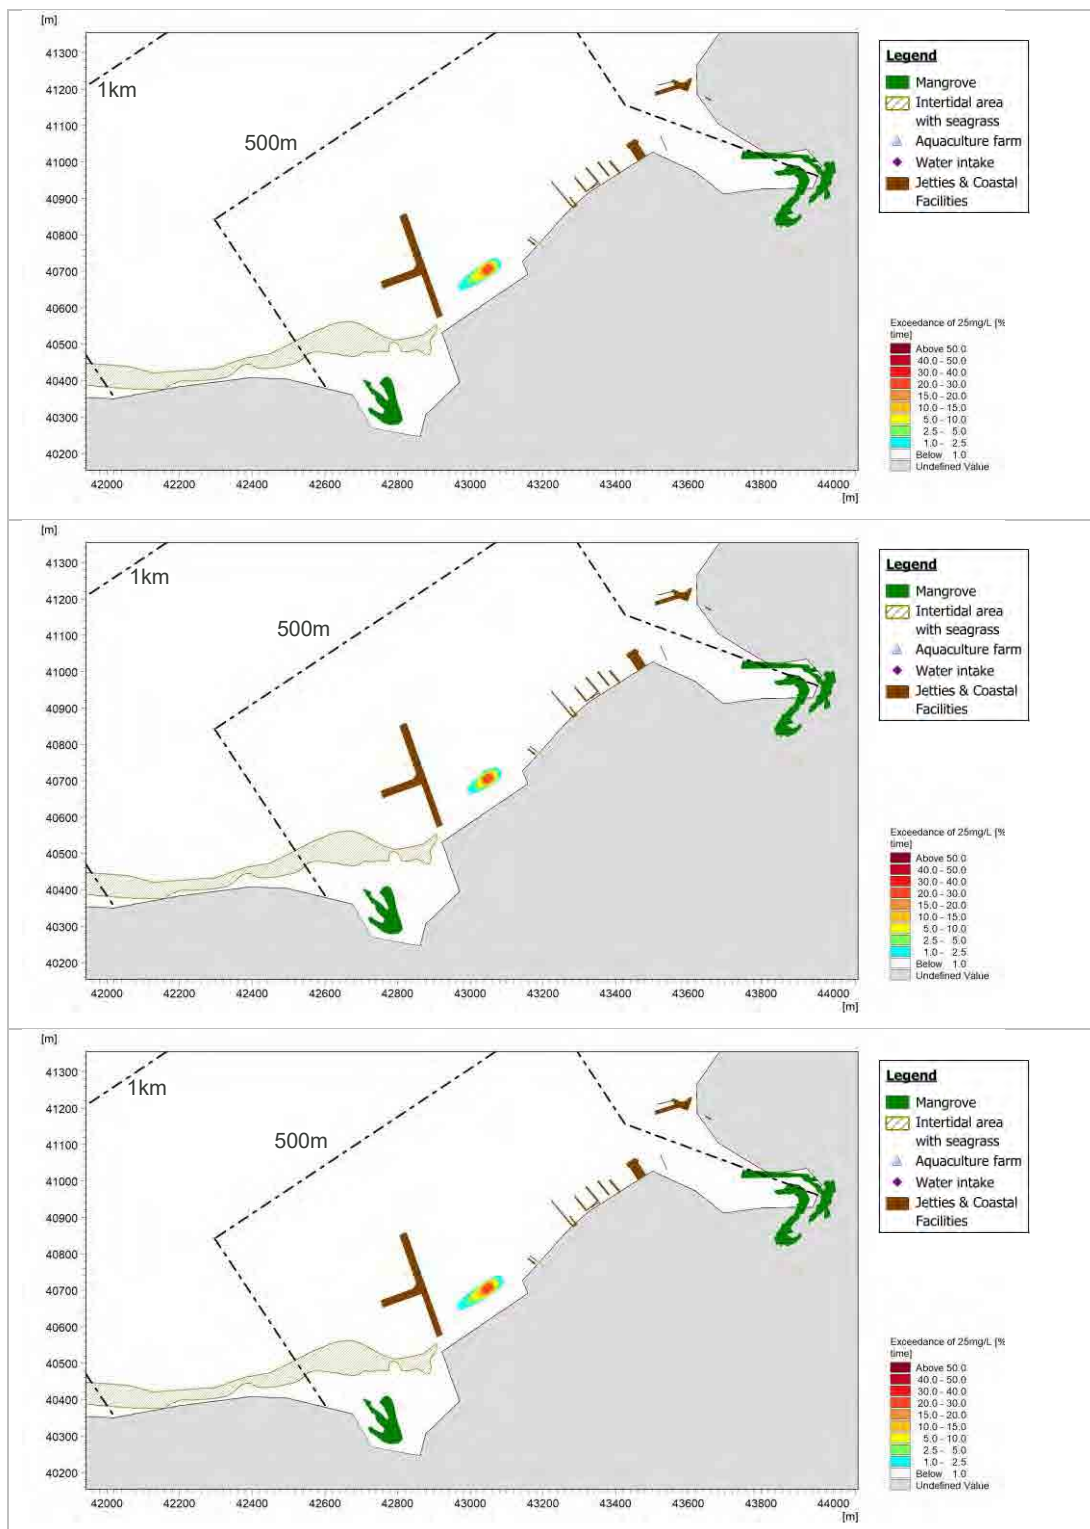 [m]
41300
41200
41100
41000
40900
40800
40700
40600
40500
40400
40300
40200
1km
500m
42000 42200 42400 42600 42800 43000 43200 43400 43600 43800 44000
[m]
Legend
Mangrove
Intertidal area
with seagrass
Aquaculture farm
Water intake
Jetties & Coastal
Facilities
Exceedance of 25mg/L [%
time]
Above 50.0
40.0 - 50.0
30.0 - 40.0
20.0 - 30.0
15.0 - 20.0
10.0 - 15.0
5.0 - 10.0
2.5 - 5.0
1.0 - 2.5
Below 1.0
Undefined Value
[m]
41300
41200
41100
41000
40900
40800
40700
40600
40500
40400
40300
40200
1km
500m
42000 42200 42400 42600 42800 43000 43200 43400 43600 43800 44000
[m]
Legend
Mangrove
Intertidal area
with seagrass
Aquaculture farm
Water intake
Jetties & Coastal
Facilities
Exceedance of 25mg/L [%
time]
Above 50.0
40.0 - 50.0
30.0 - 40.0
20.0 - 30.0
15.0 - 20.0
10.0 - 15.0
5.0 - 10.0
2.5 - 5.0
1.0 - 2.5
Below 1.0
Undefined Value
[m]
41300
41200
41100
41000
40900
40800
40700
40600
40500
40400
40300
40200
1km
500m
42000 42200 42400 42600 42800 43000 43200 43400 43600 43800 44000
[m]
Legend
Mangrove
Intertidal area
with seagrass
Aquaculture farm
Water intake
Jetties & Coastal
Facilities
Exceedance of 25mg/L [%
time]
Above 50.0
40.0 - 50.0
30.0 - 40.0
20.0 - 30.0
15.0 - 20.0
10.0 - 15.0
5.0 - 10.0
2.5 - 5.0
1.0 - 2.5
Below 1.0
Undefined Value